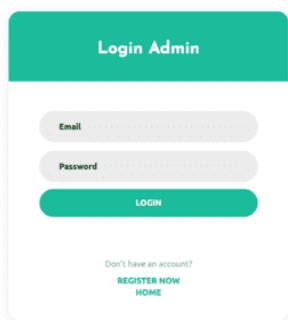 Login Admin
Email
Password
LOGIN
Don't have an account?
REGISTER NOW
HOME